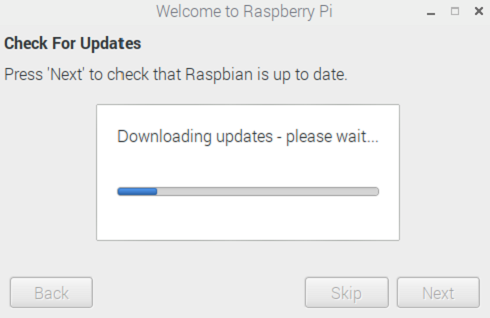 Welcome to Raspberry Pi
Check For Updates
Press 'Next' to check that Raspbian is up to date.
Downloading updates - please wait...
Back
Skip
Next